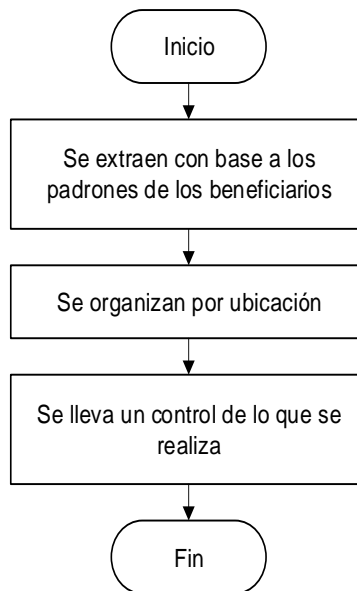 Inicio
Se extraen con base a los
padrones de los beneficiarios
Se organizan por ubicación
Se lleva un control de lo que se
realiza
Fin